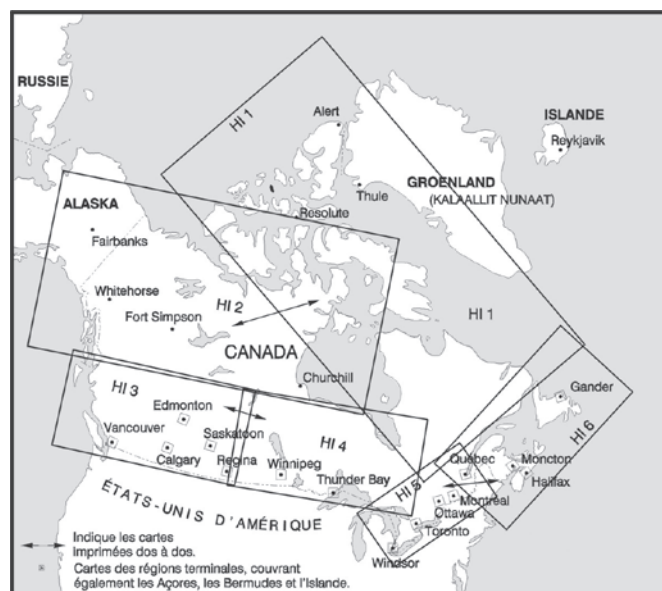 RUSSIE
HI 1
Alert
ISLANDE
Reykjavik
Thule
GROENLAND
(KALAALLIT NUNAAT)
ALASKA
Resolute
Fairbanks
Whitehorse
HI 2
HI 1
Fort Simpson
CANADA
Churchill
HI 3
Gander
Edmonton
HI 6
Vancouver
Saskatoon
HI 4
Calgary
Regina
Winnipeg
Québec
Moncton
HI 5
Halifax
Thunder Bay
Montréal
Ottawa
ÉTATS-UNIS D'AMÉRIQUE
Toronto
Windsor
Indique les cartes
Imprimées dos à dos.
Cartes des régions terminales, couvrant
également les Açores, les Bermudes et l'Islande.